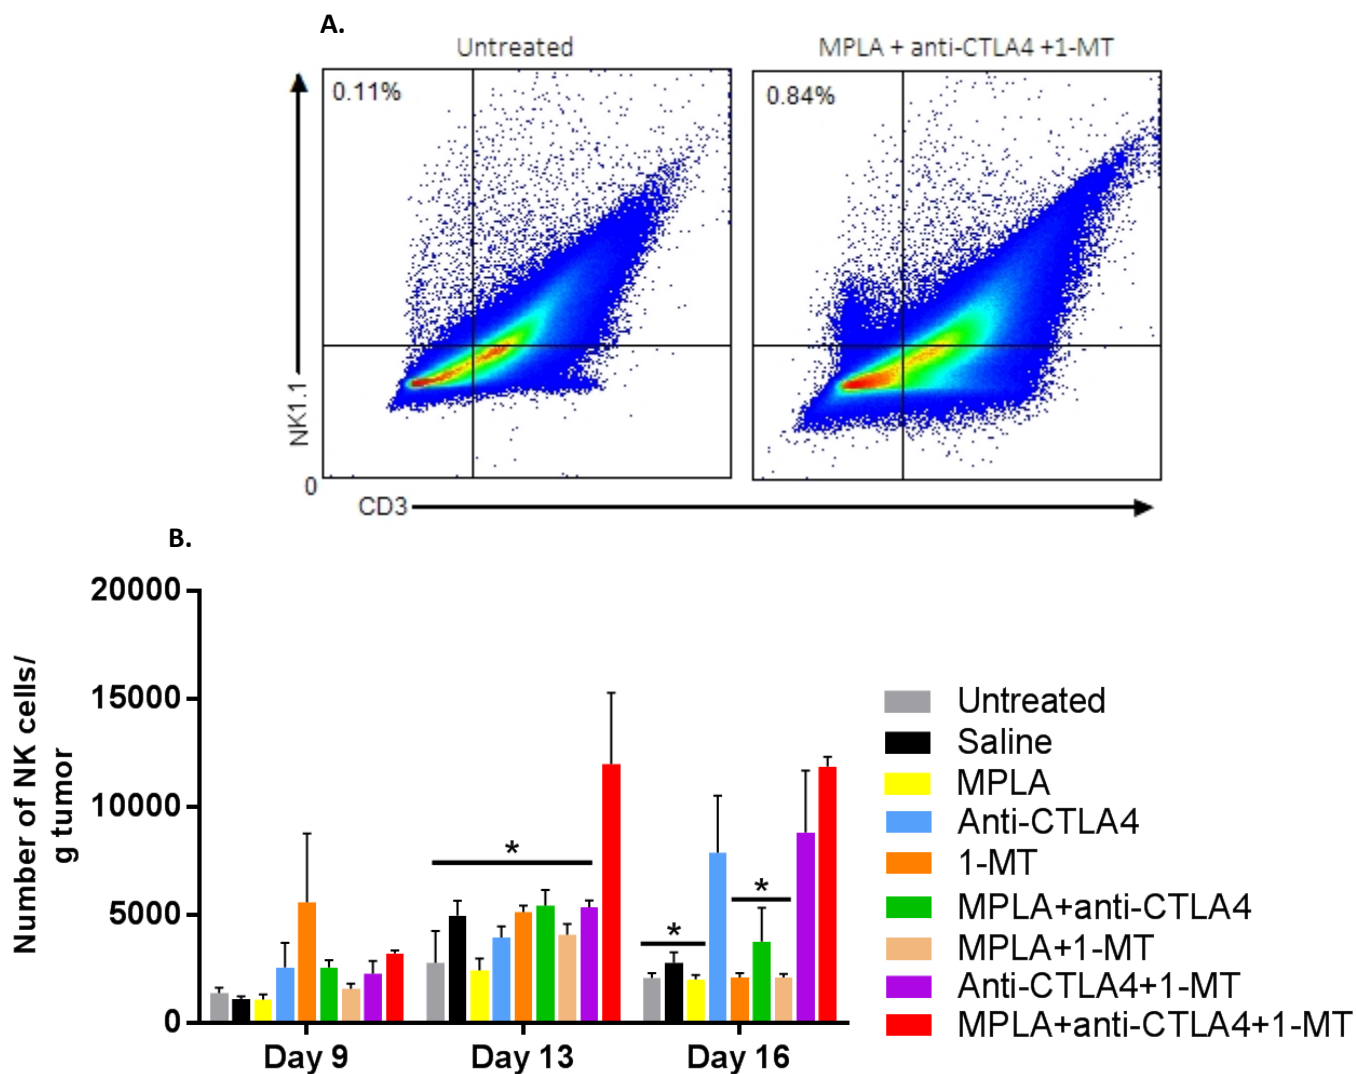 A.
Untreated
MPLA + anti-CTLA4 +1-MT
0.11%
0.84%
NK1.1
0
CD3
B.
Number of NK cells/
g tumor
20000
15000
10000
5000
0
*
*
*
Day 9
Day 13
Day 16
Untreated
Saline
MPLA
Anti-CTLA4
1-MT
MPLA+anti-CTLA4
MPLA+1-MT
Anti-CTLA4+1-MT
MPLA+anti-CTLA4+1-MT